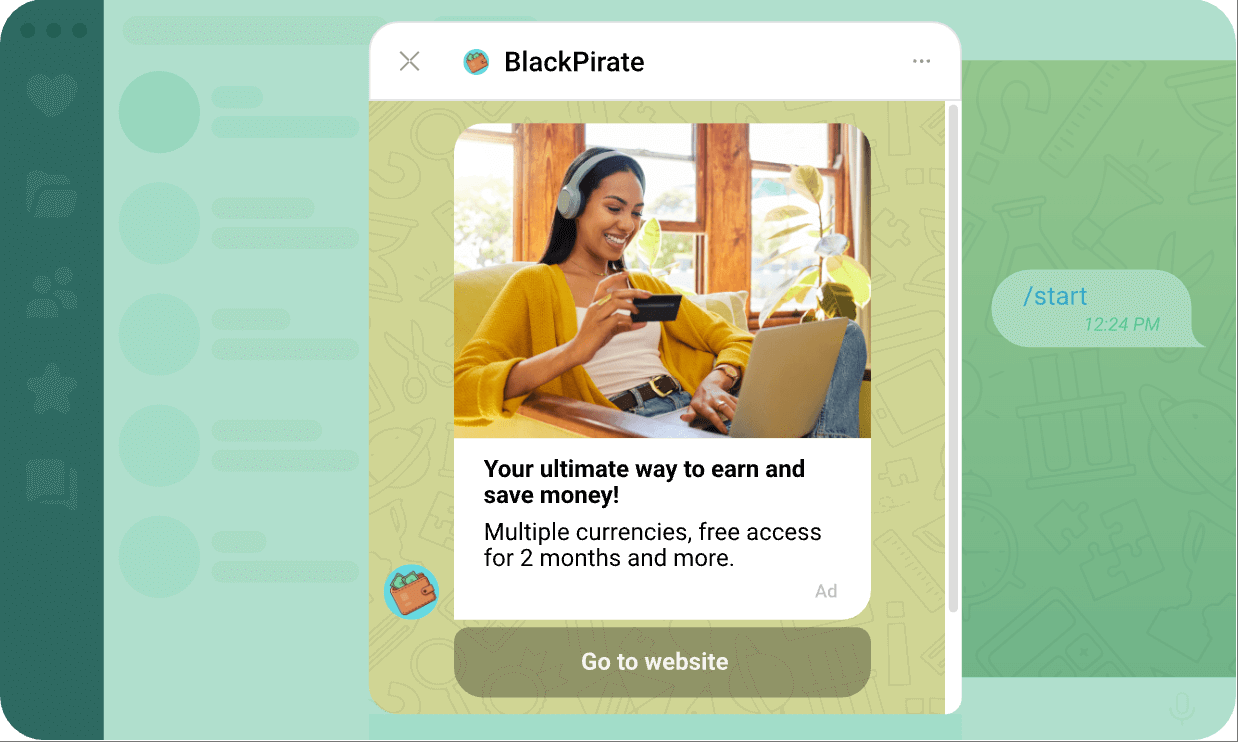 BlackPirate
Your ultimate way to earn and
save money!
Multiple currencies, free access
for 2 months and more.
Ad
Go to website
/start
12:24 PM